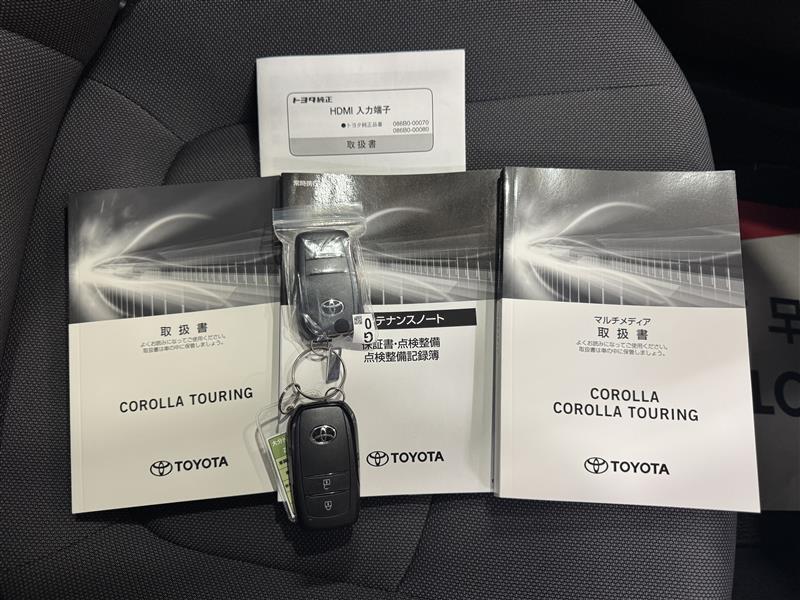 トヨタ純正
HDMI 入力端子
●トヨタ純正品番 086B0-00070
086B0-00080
取扱書
取扱書
よくお読みになってご使用ください。
取扱書は車の中に保管しましょう。
COROLLA TOURING
TOYOTA
常時携
テナンスノート
保証書・点検整備
点検整備記録簿
TOYOTA
マルチメディア
取扱書
よくお読みになってご使用ください。
取扱書は車の中に保管しましょう。
COROLLA
COROLLA TOURING
TOYOTA
0
G
大分